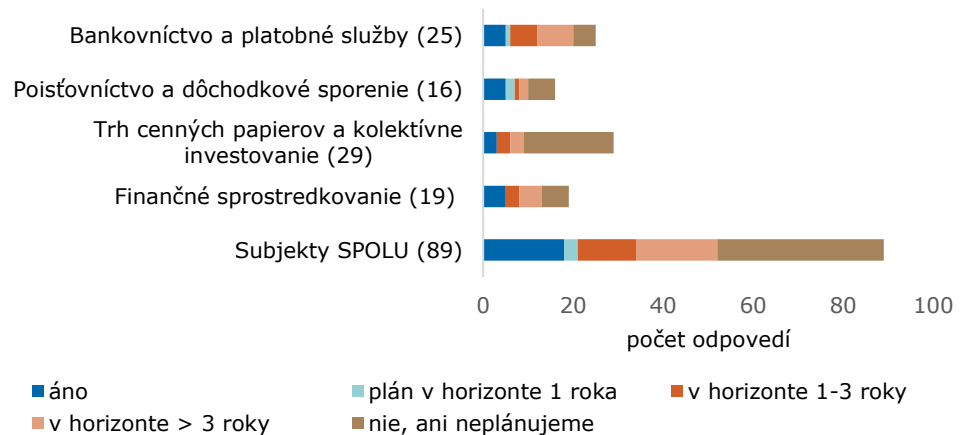 Bankovníctvo a platobné služby (25)
Poisťovníctvo a dôchodkové sporenie (16)
Trh cenných papierov a kolektívne
investovanie (29)
Finančné sprostredkovanie (19)
Subjekty SPOLU (89)
0 20 40 60 80 100
počet odpovedí
áno plán v horizonte 1 roka v horizonte 1-3 roky
v horizonte > 3 roky nie, ani neplánujeme